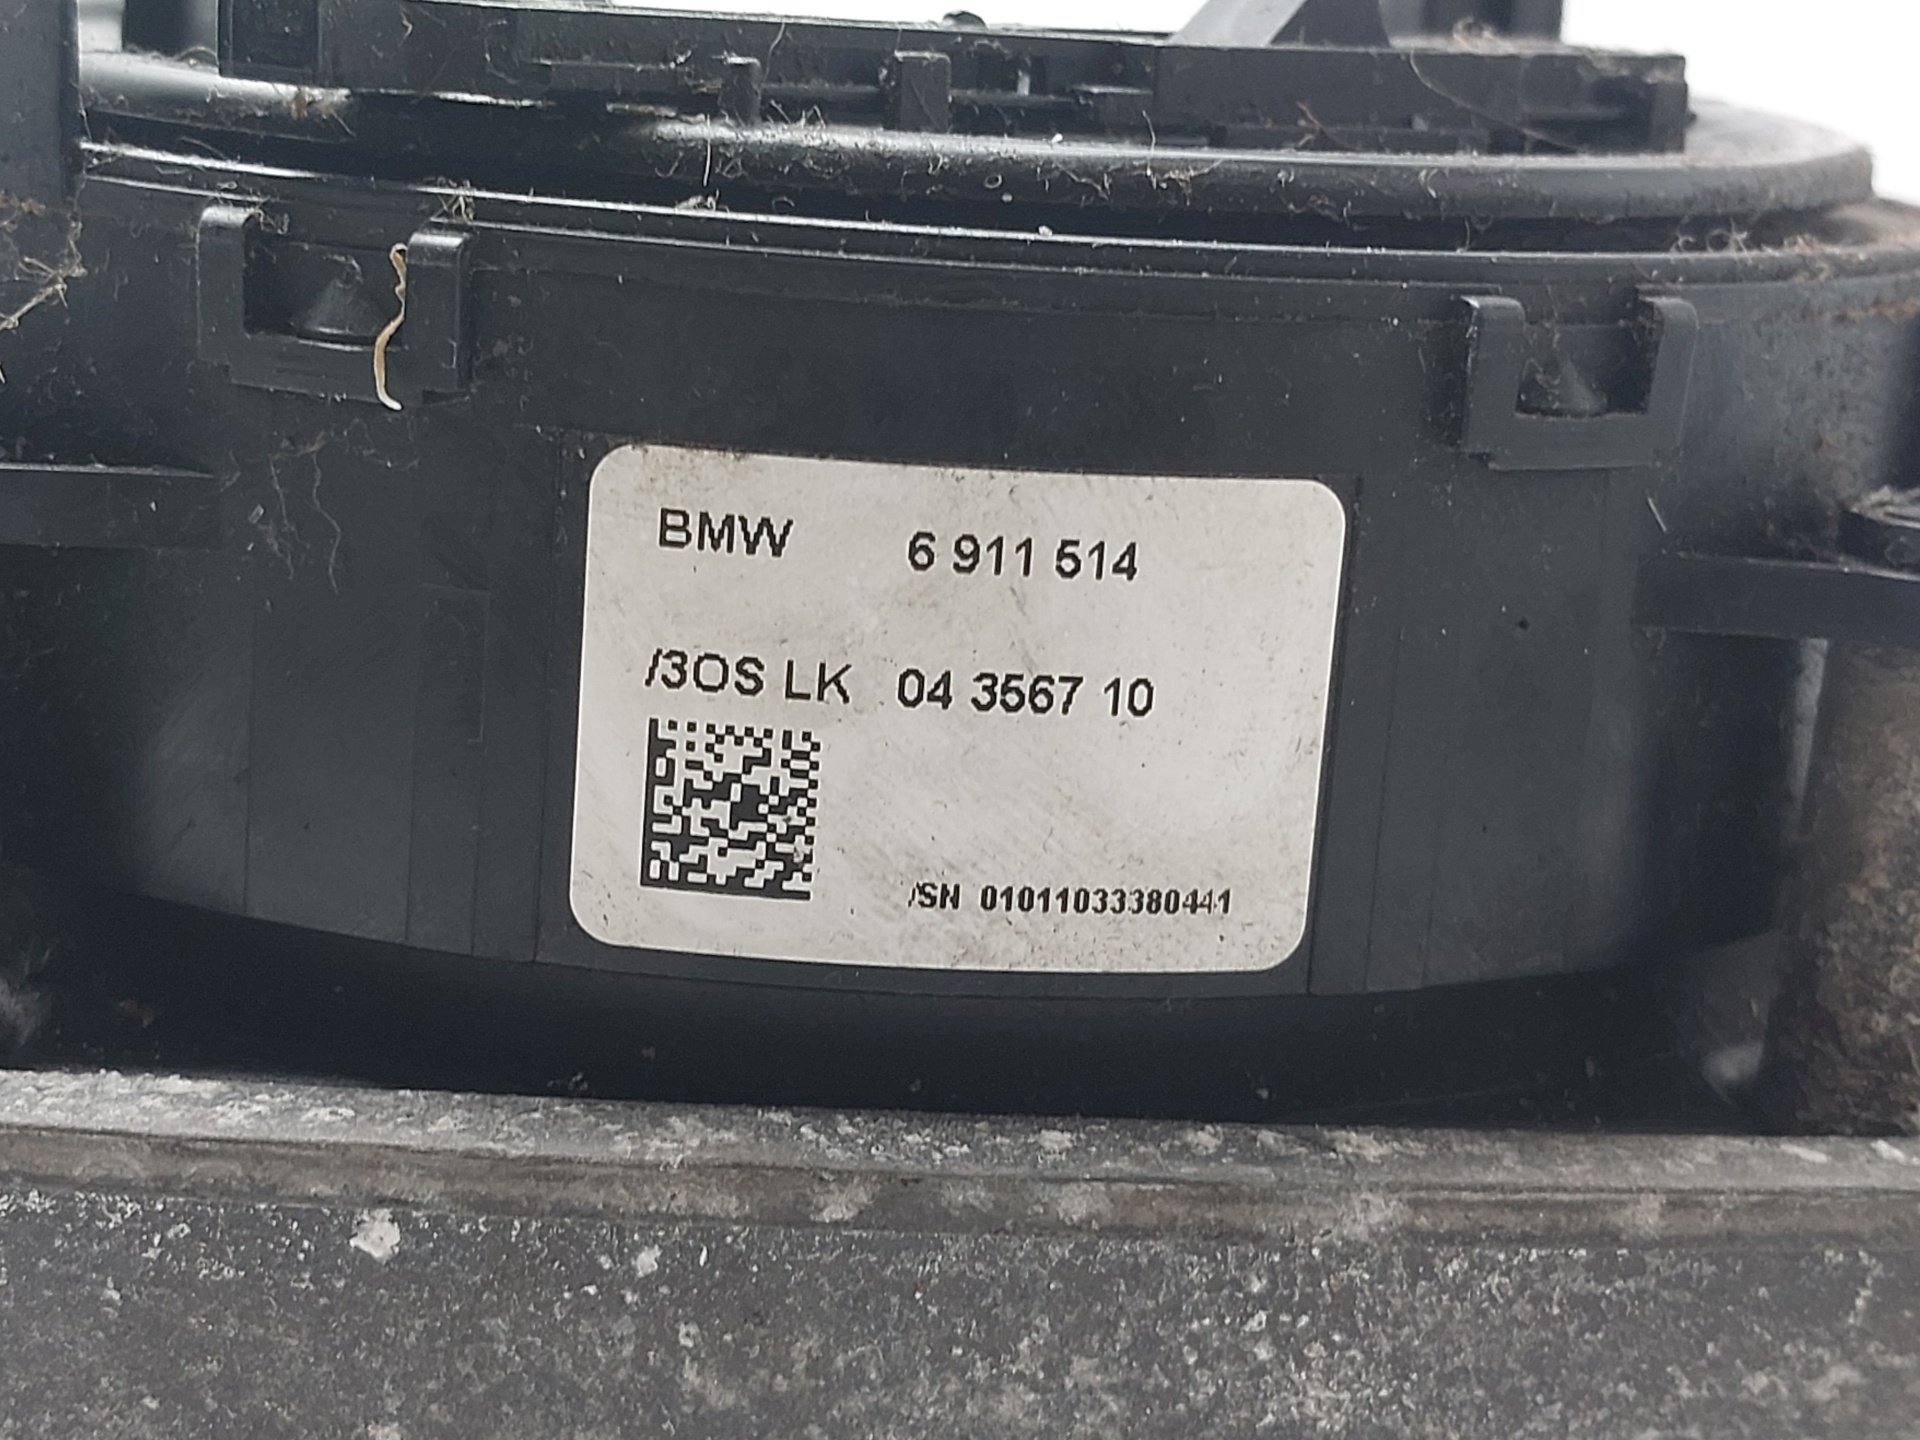 BMW 6 911 514
/3OS LK 04 3567 10
/SN 01011033380441